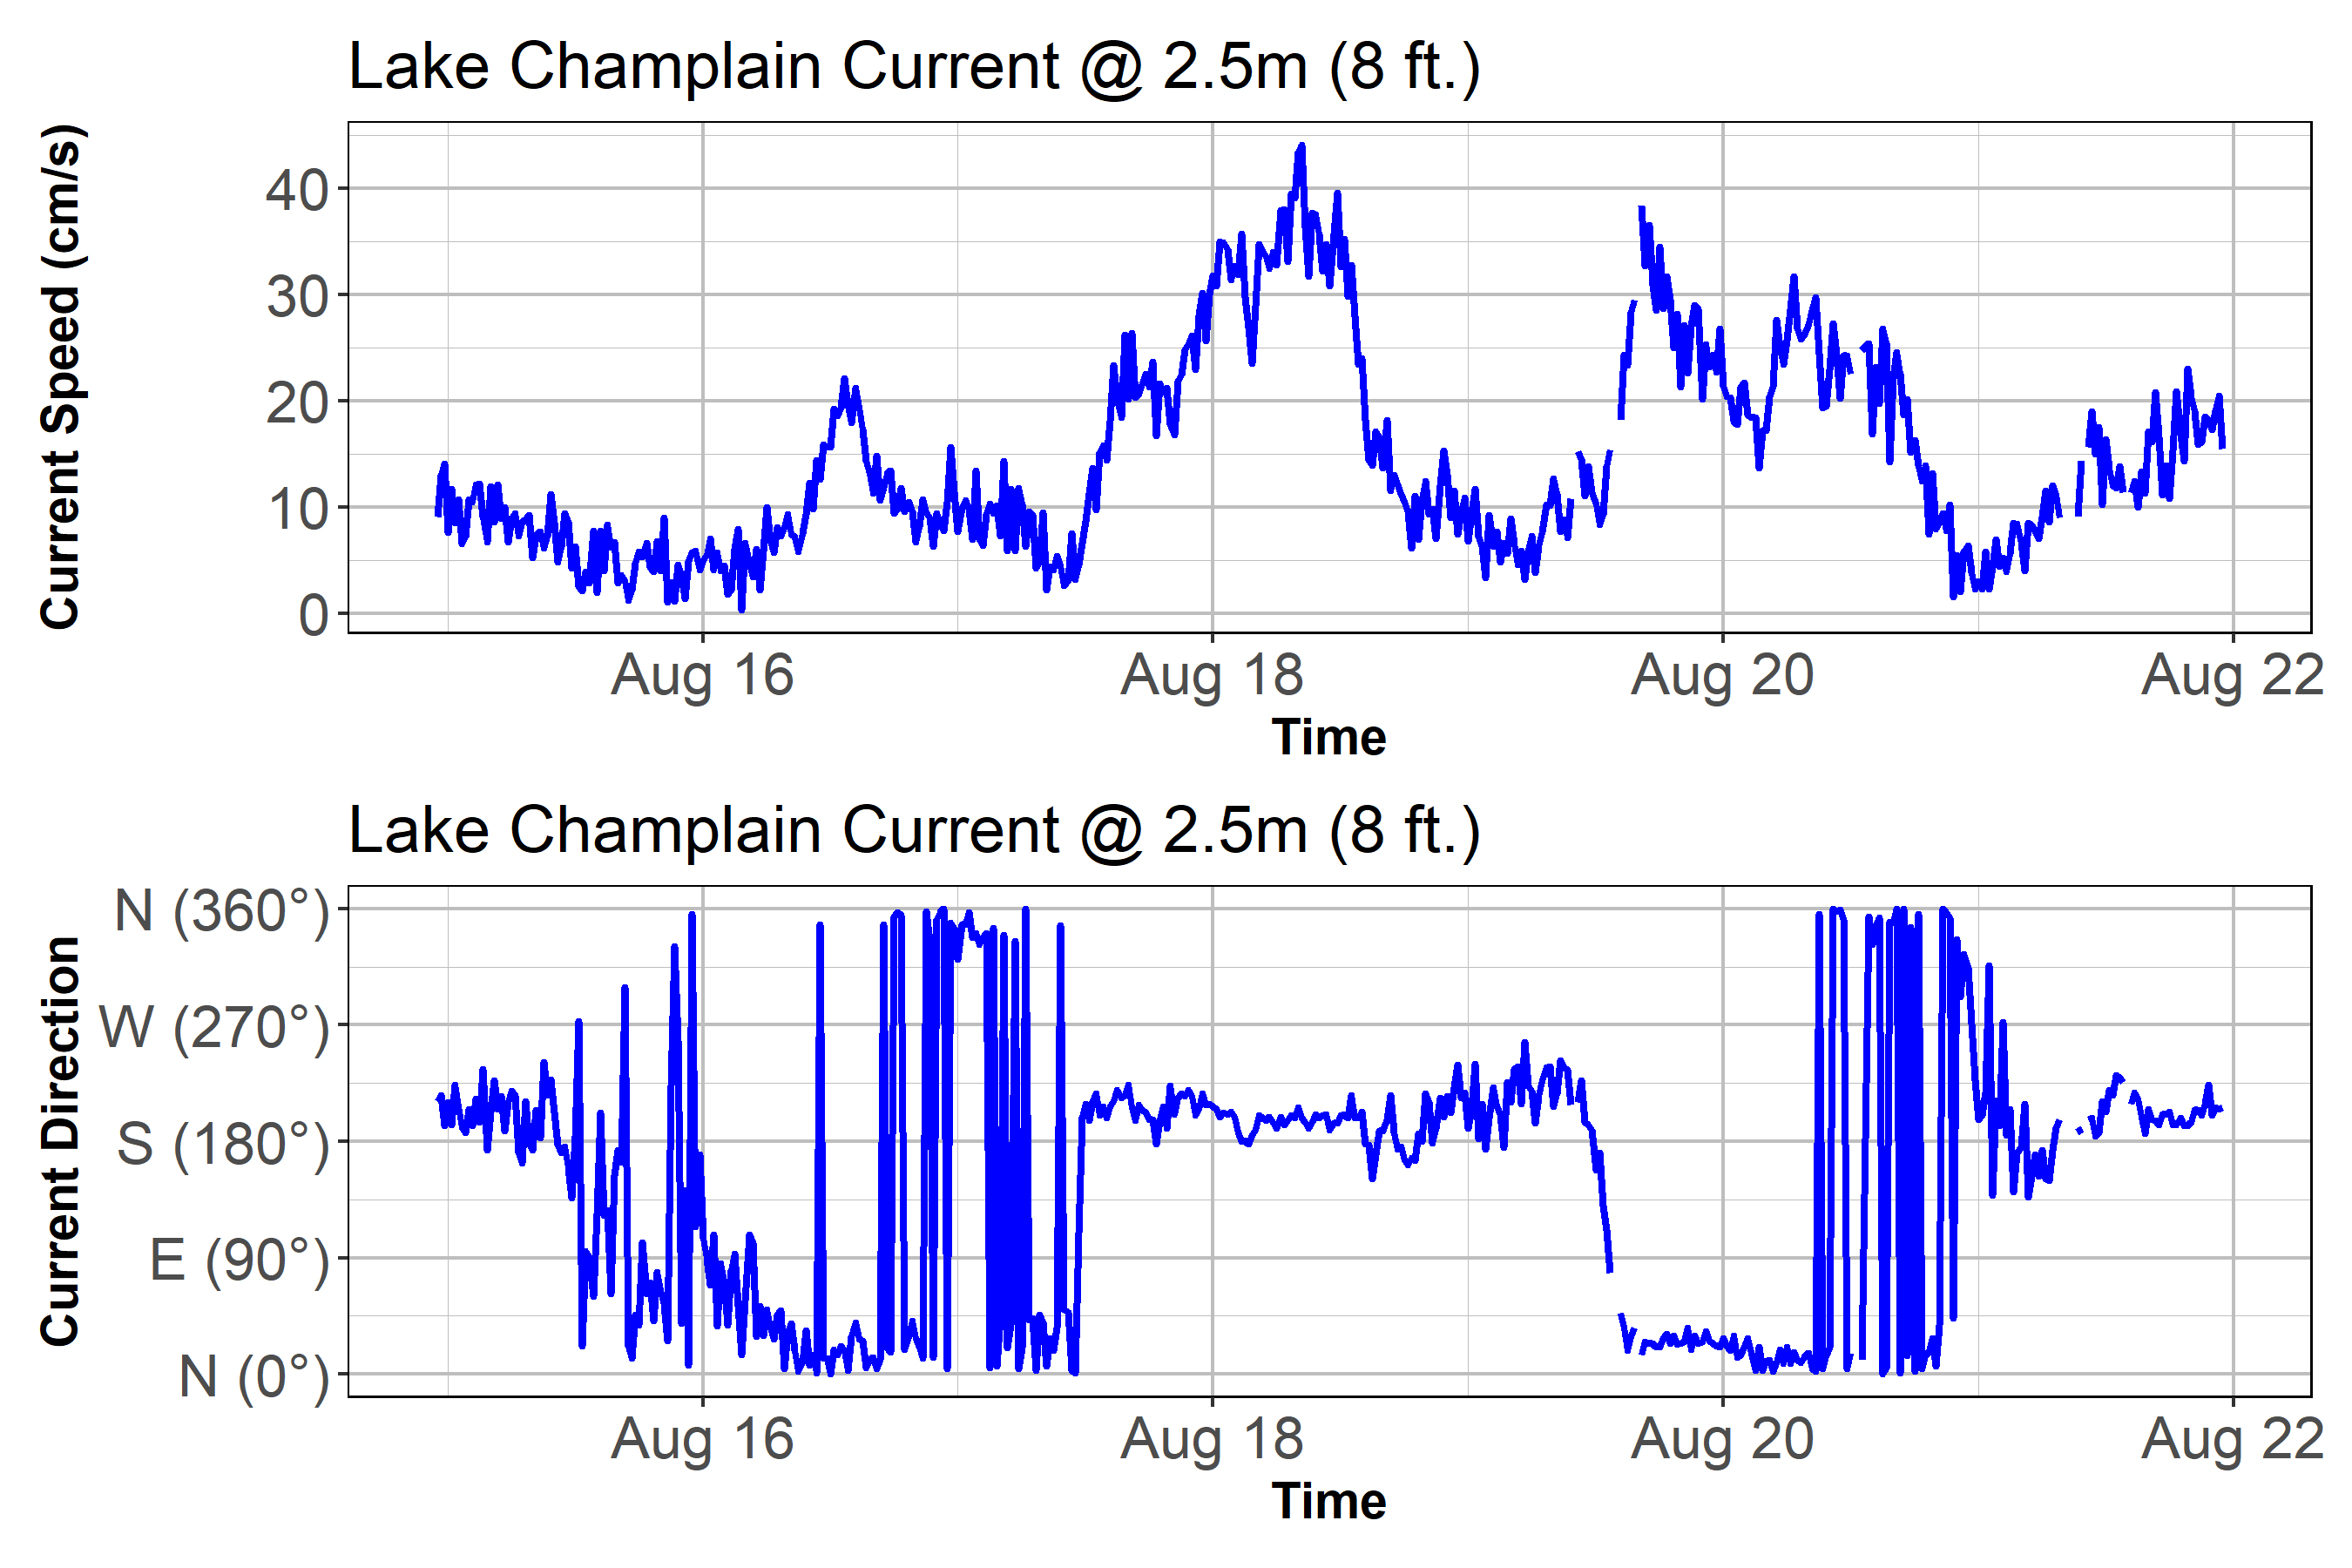 Lake Champlain Current @ 2.5m (8 ft.)
Current Speed (cm/s)
40
30
20
10
0
Aug 16 Aug 18 Aug 20 Aug 22
Time
Lake Champlain Current @ 2.5m (8 ft.)
Current Direction
N (360°)
W (270°)
S (180°)
E (90°)
N (0°)
Aug 16 Aug 18 Aug 20 Aug 22
Time